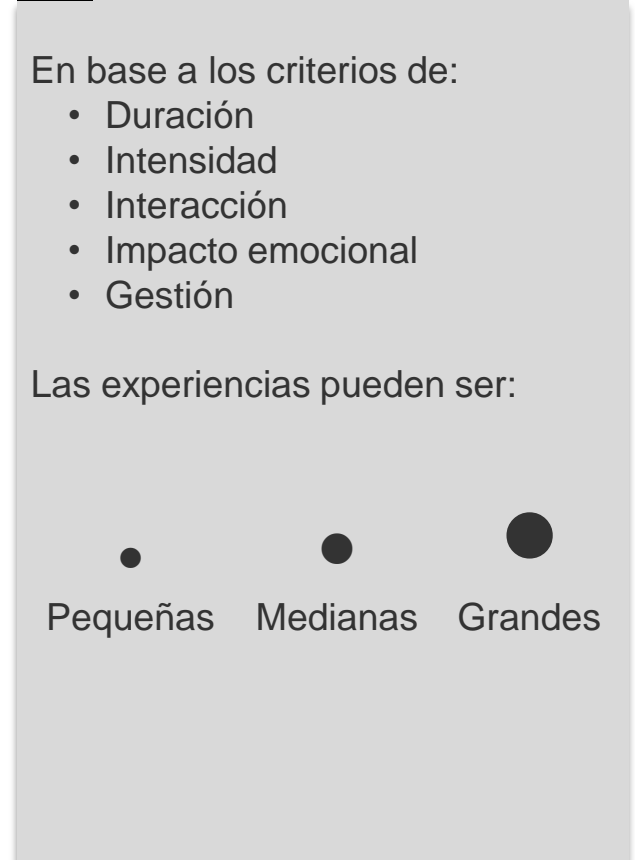 En base a los criterios de:
• Duración
• Intensidad
• Interacción
• Impacto emocional
• Gestión
Las experiencias pueden ser:
Pequeñas Medianas Grandes